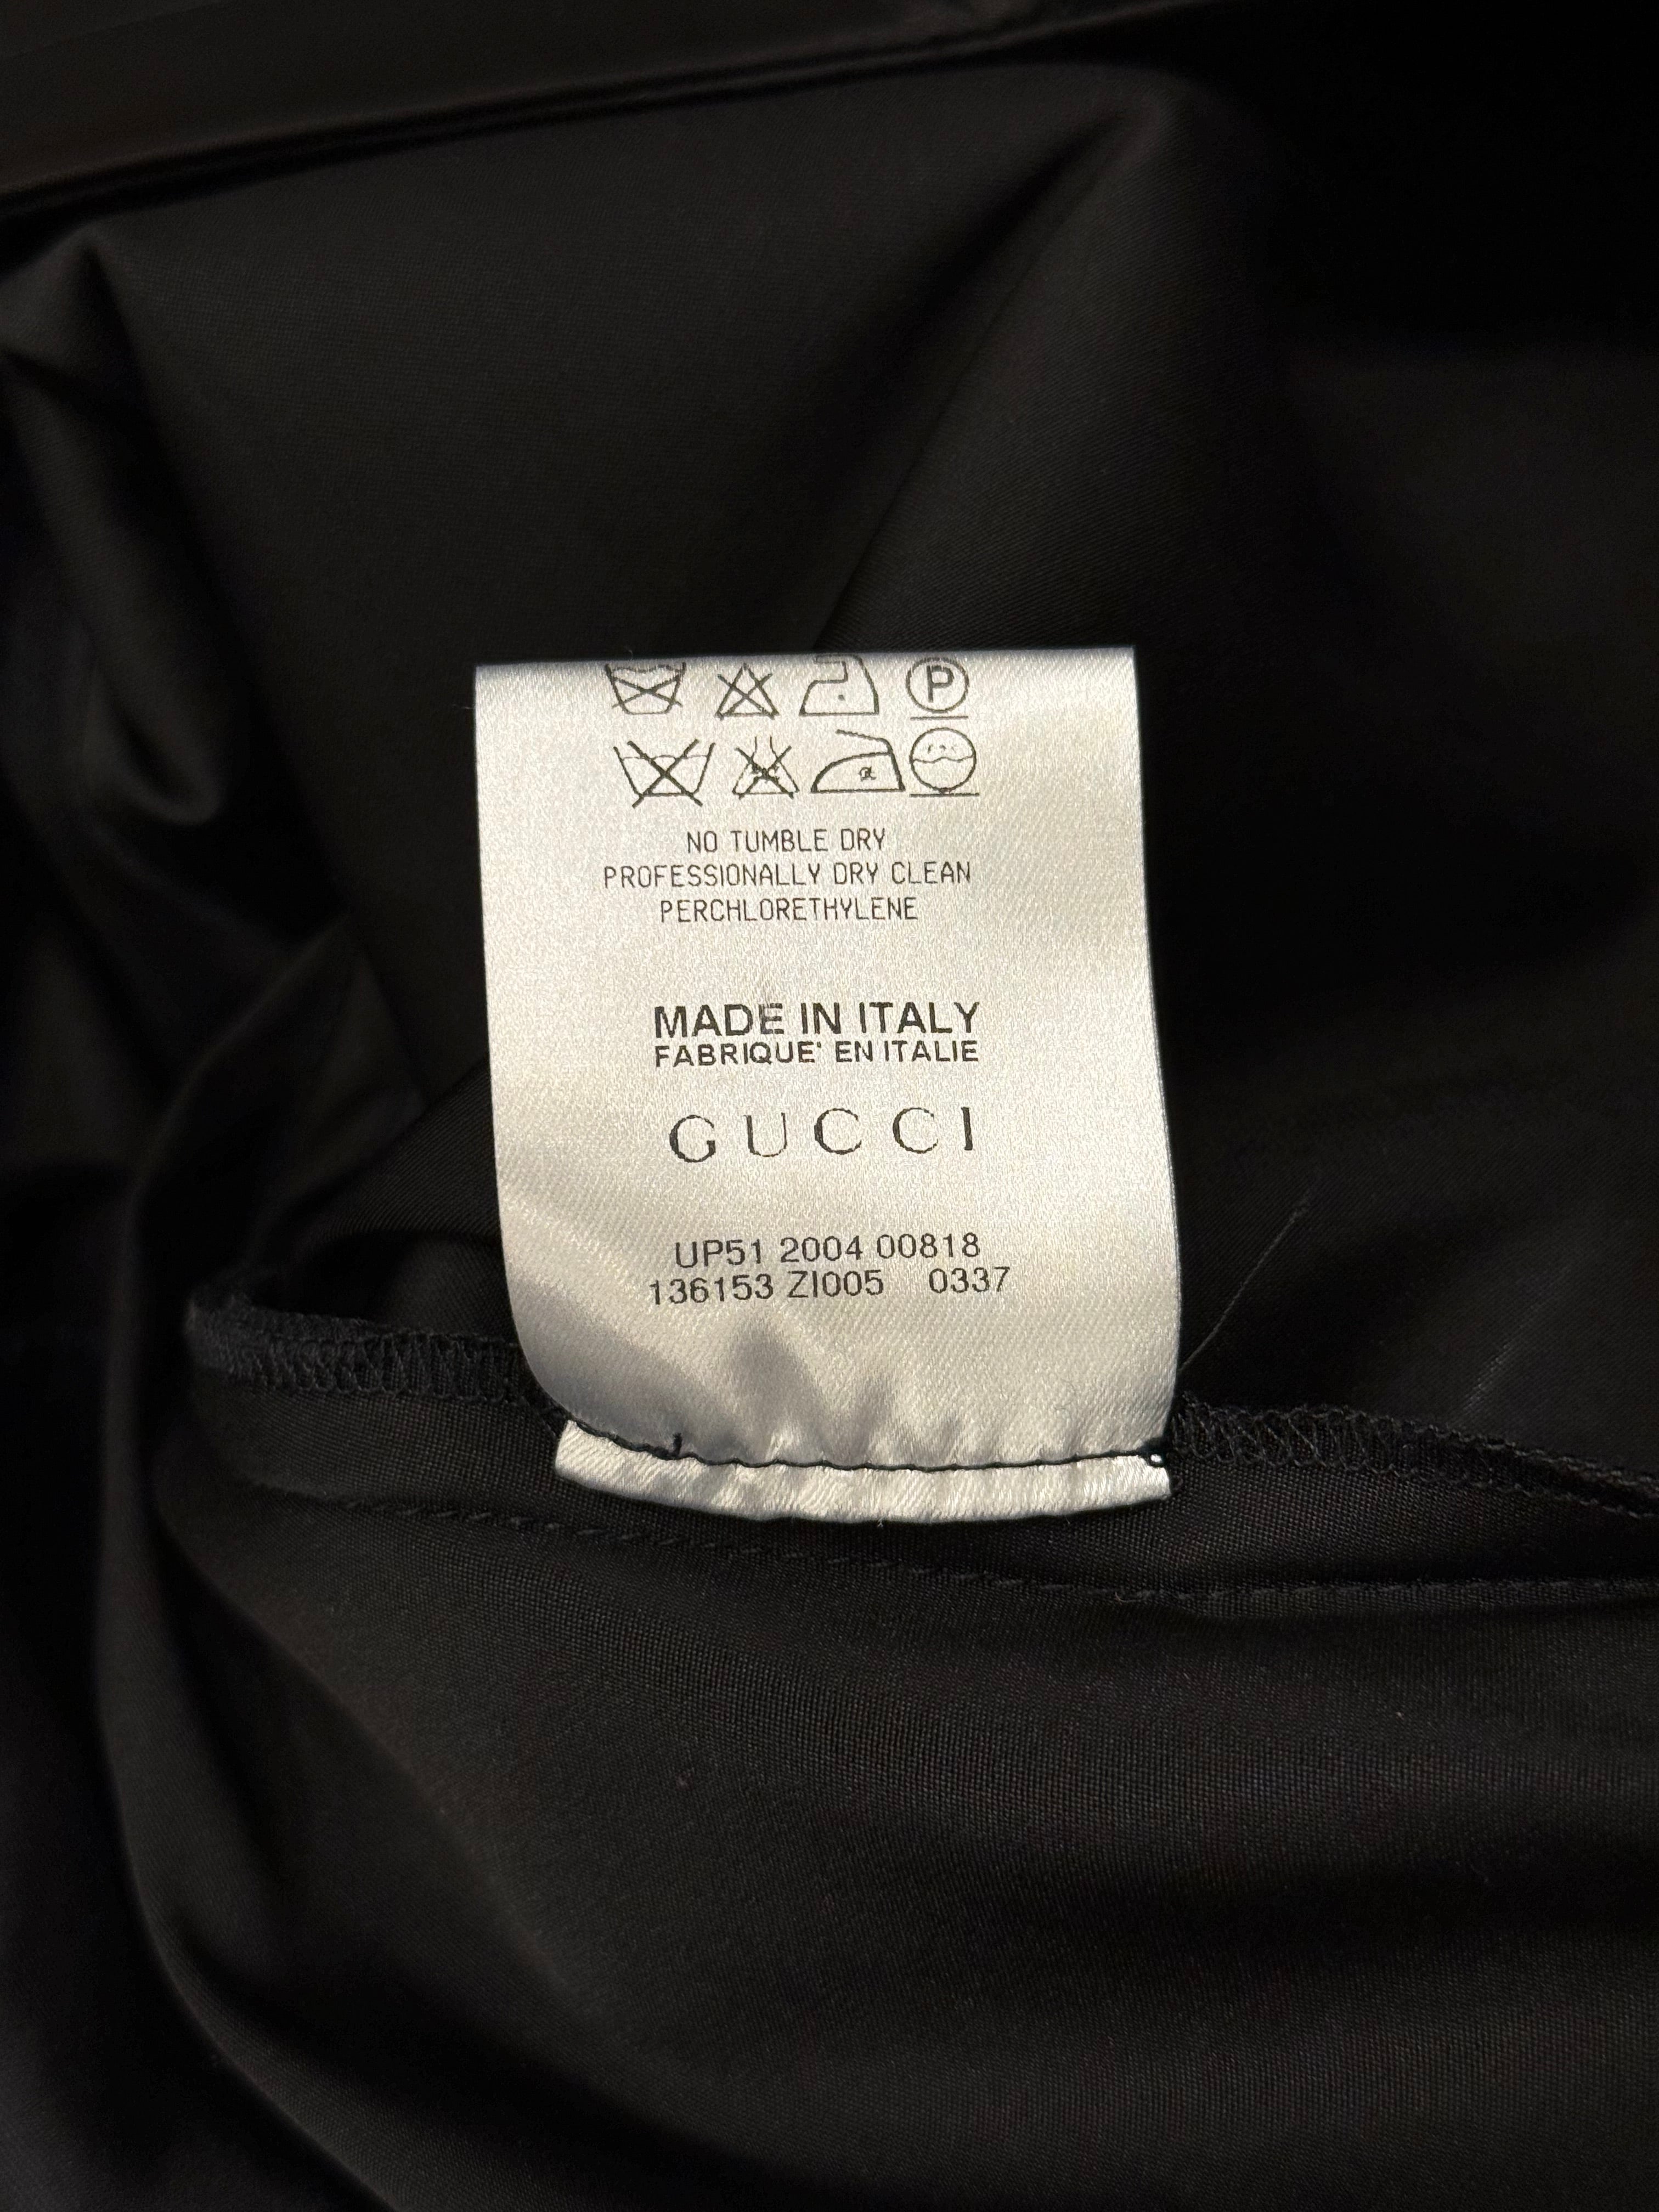 P
NO TUMBLE DRY
PROFESSIONALLY DRY CLEAN
PERCHLORETHYLENE
MADE IN ITALY
FABRIQUE' EN ITALIE
GUCCI
UP51 2004 00818
136153 ZI005 0337